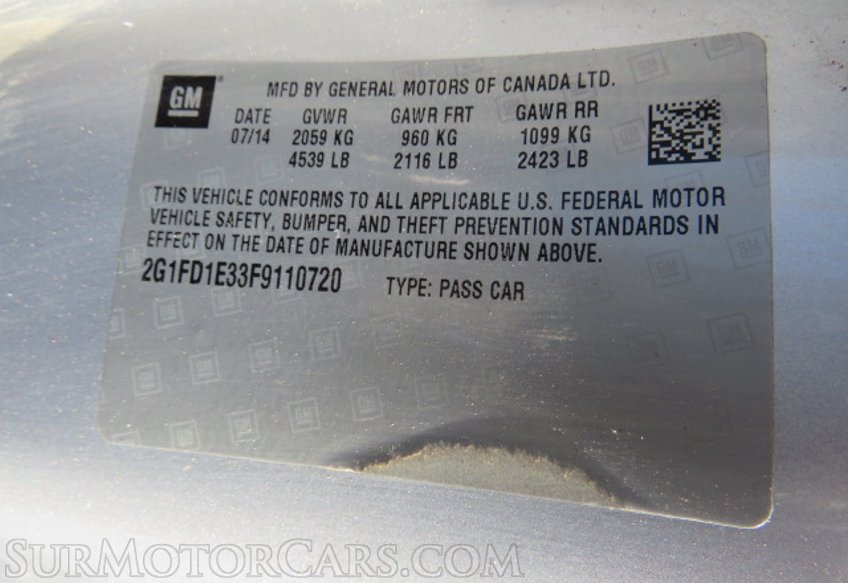 GM®
MFD BY GENERAL MOTORS OF CANADA LTD.
DATE GVWR GAWR FRT GAWR RR
07/14 2059 KG 960 KG 1099 KG
4539 LB 2116 LB 2423 LB
THIS VEHICLE CONFORMS TO ALL APPLICABLE U.S. FEDERAL MOTOR
VEHICLE SAFETY, BUMPER, AND THEFT PREVENTION STANDARDS IN
EFFECT ON THE DATE OF MANUFACTURE SHOWN ABOVE.
2G1FD1E33F9110720 TYPE: PASS CAR
SURMOTORCARS.COM